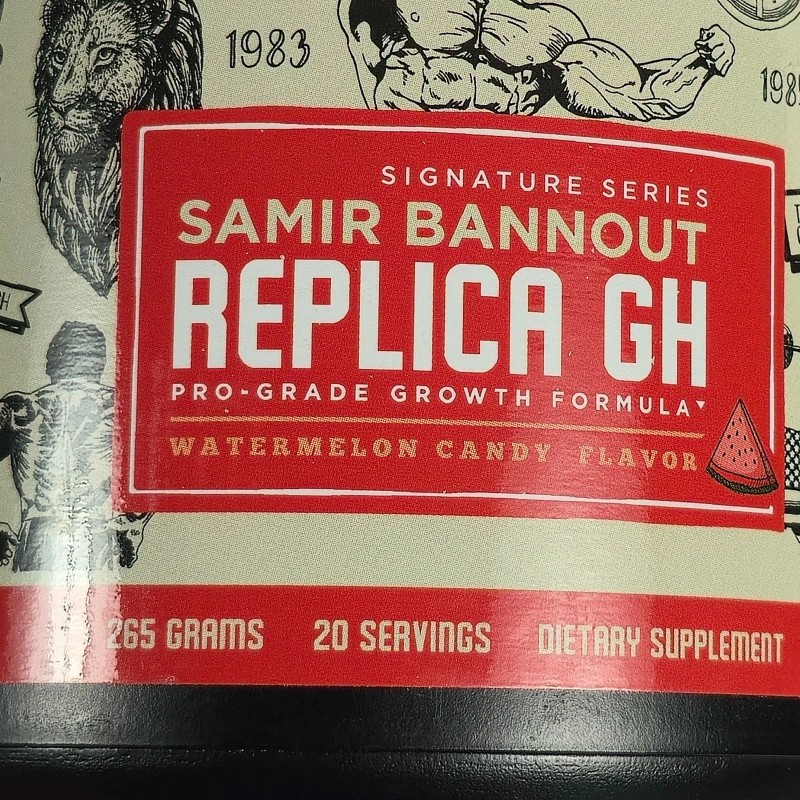 1983
SIGNATURE SERIES
SAMIR BANNOUT
REPLICA GH
PRO-GRADE GROWTH FORMULA▼
WATERMELON CANDY FLAVOR
265 GRAMS 20 SERVINGS DIETARY SUPPLEMENT